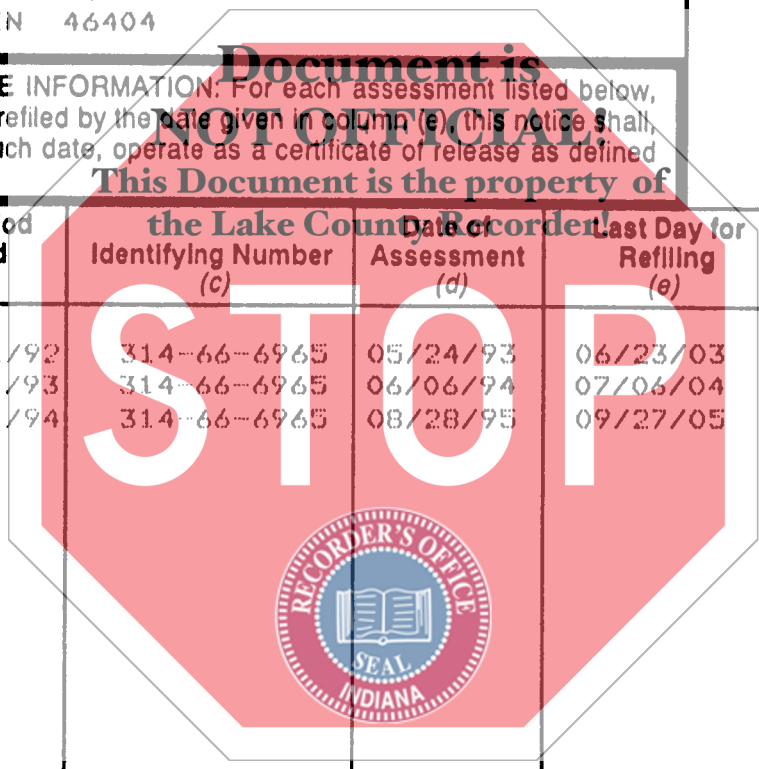 N 46404
Document is
E INFORMATION: For each assessment listed below,
NOT OFFICIAL!
refiled by the date given in column (e), this notice shall,
ch date, operate as a certificate of release as defined
This Document is the property of
the Lake County Recorder!
od
d
Identifying Number
(c)
Date of
Assessment
(d)
Last Day for
Refiling
(e)
/92 314-66-6965 05/24/93 06/23/03
/93 314-66-6965 06/06/94 07/06/04
/94 314-66-6965 08/28/95 09/27/05
STOP
RECORDER'S OFFICE
SEAL
INDIANA